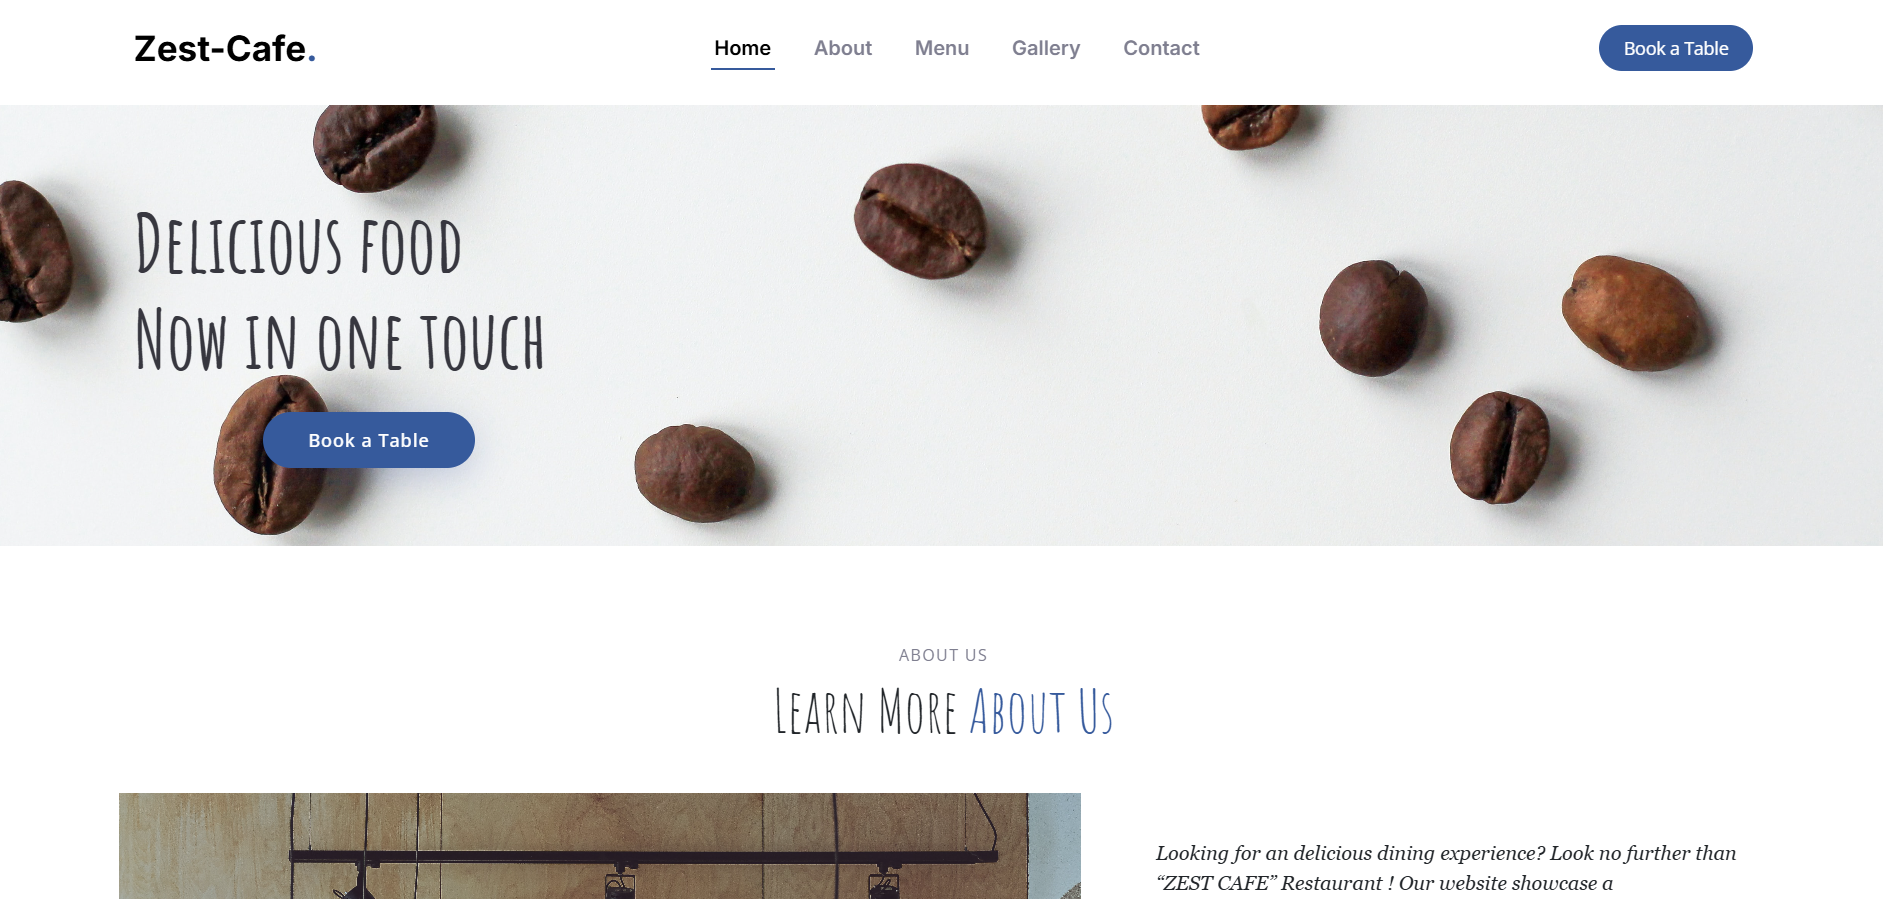 Zest-Cafe.
Home About Menu Gallery Contact
Book a Table
Delicious food
Now in one touch
Book a Table
ABOUT US
Learn More About Us
Looking for an delicious dining experience? Look no further than
“ZEST CAFE” Restaurant ! Our website showcase a